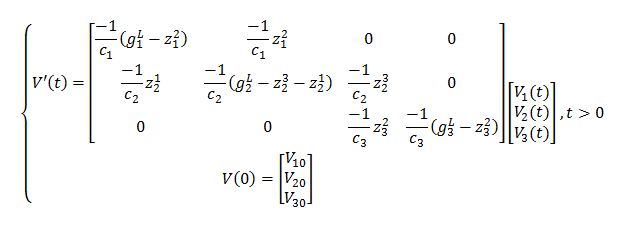 V′(t) = [ −1/c₁ (g₁ᴸ − z₁²)   −1/c₁ z₁²   0   0
−1/c₂ z₂¹   −1/c₂ (g₂ᴸ − z₂³ − z₂¹)   −1/c₂ z₂³   0
0   0   −1/c₃ z₃²   −1/c₃ (g₃ᴸ − z₃²) ] [ V₁(t) V₂(t) V₃(t) ] , t > 0
V(0) = [ V₁₀ V₂₀ V₃₀ ]